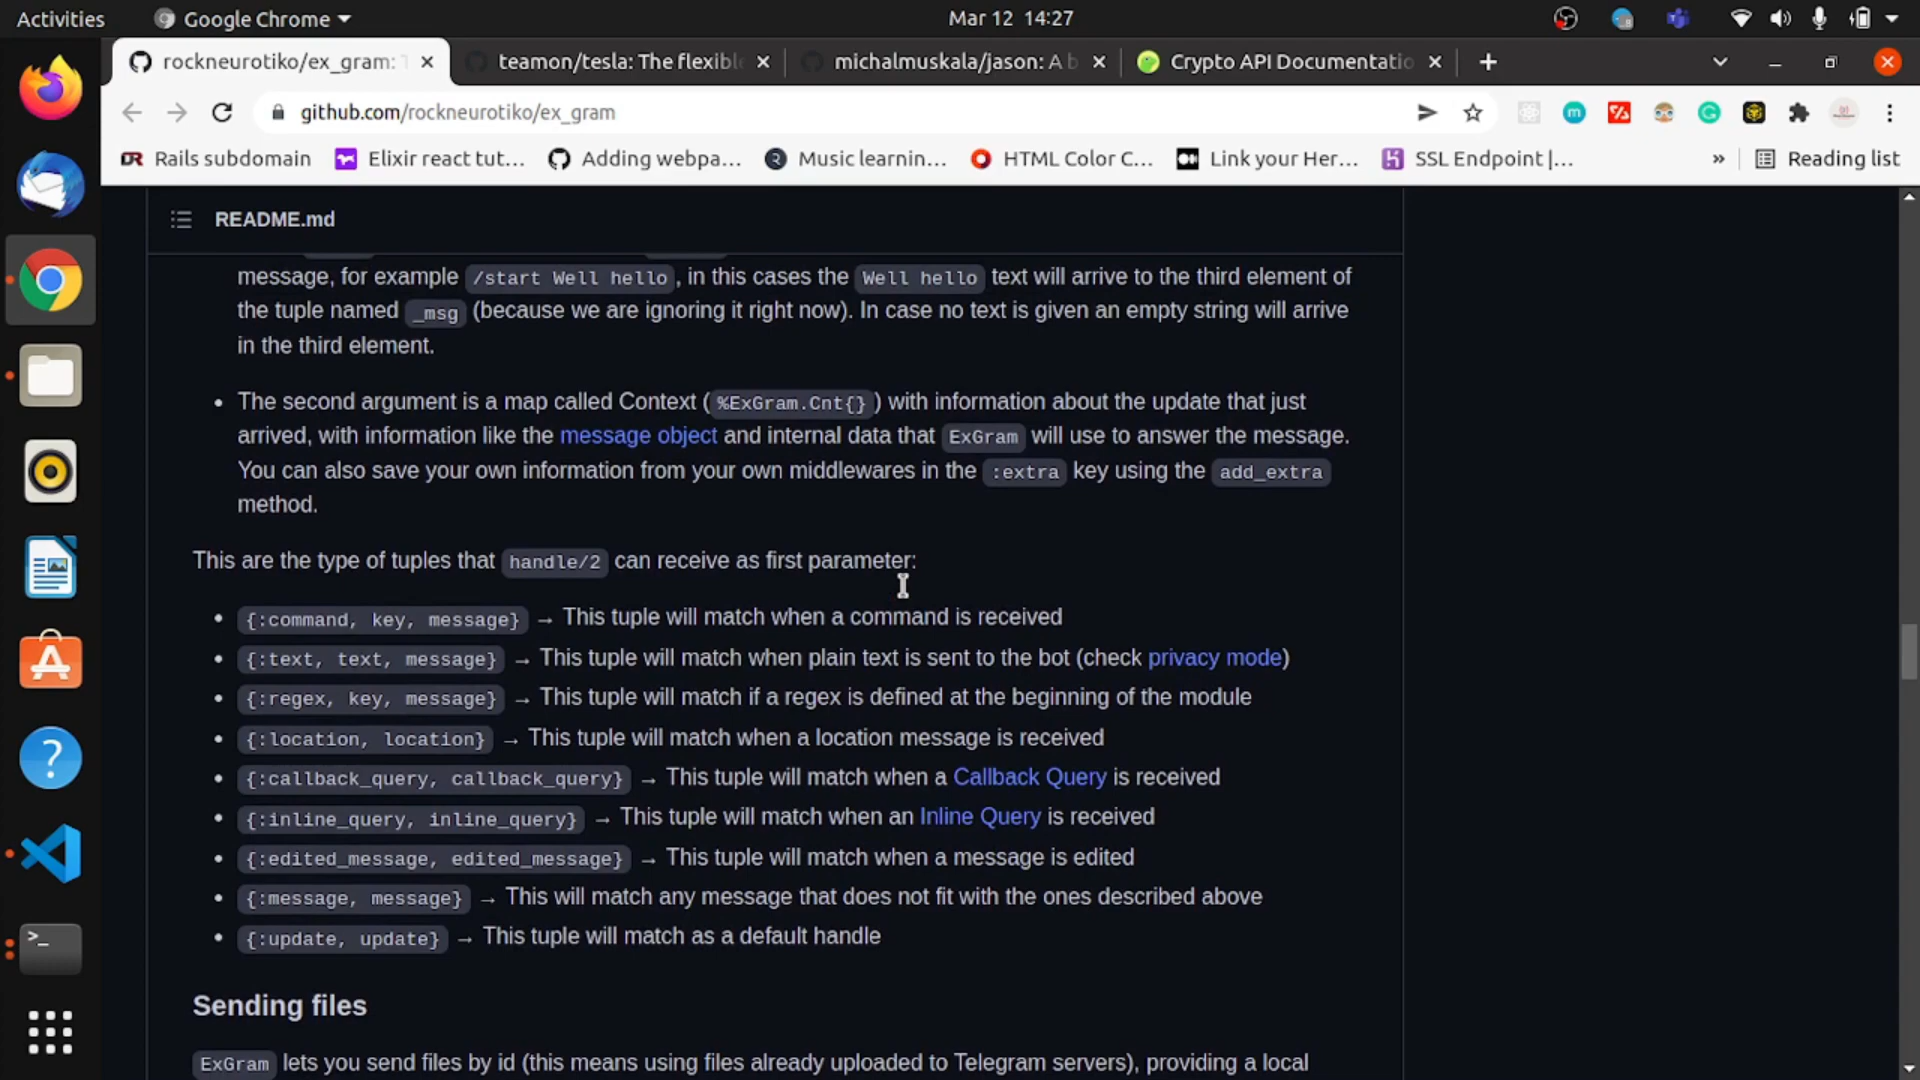 Activities Google Chrome Mar 12 14:27
rockneurotiko/ex_gram: T teamon/tesla: The flexible michalmuskala/jason: A b Crypto API Documentatio
github.com/rockneurotiko/ex_gram
Rails subdomain Elixir react tut... Adding webpa... Music learnin... HTML Color C... Link your Her... SSL Endpoint |... » Reading list
README.md
message, for example /start Well hello , in this cases the Well hello text will arrive to the third element of
the tuple named _msg (because we are ignoring it right now). In case no text is given an empty string will arrive
in the third element.
• The second argument is a map called Context ( %ExGram.Cnt{} ) with information about the update that just
arrived, with information like the message object and internal data that ExGram will use to answer the message.
You can also save your own information from your own middlewares in the :extra key using the add_extra
method.
This are the type of tuples that handle/2 can receive as first parameter:
• {:command, key, message} → This tuple will match when a command is received
• {:text, text, message} → This tuple will match when plain text is sent to the bot (check privacy mode)
• {:regex, key, message} → This tuple will match if a regex is defined at the beginning of the module
• {:location, location} → This tuple will match when a location message is received
• {:callback_query, callback_query} → This tuple will match when a Callback Query is received
• {:inline_query, inline_query} → This tuple will match when an Inline Query is received
• {:edited_message, edited_message} → This tuple will match when a message is edited
• {:message, message} → This will match any message that does not fit with the ones described above
• {:update, update} → This tuple will match as a default handle
Sending files
ExGram lets you send files by id (this means using files already uploaded to Telegram servers), providing a local